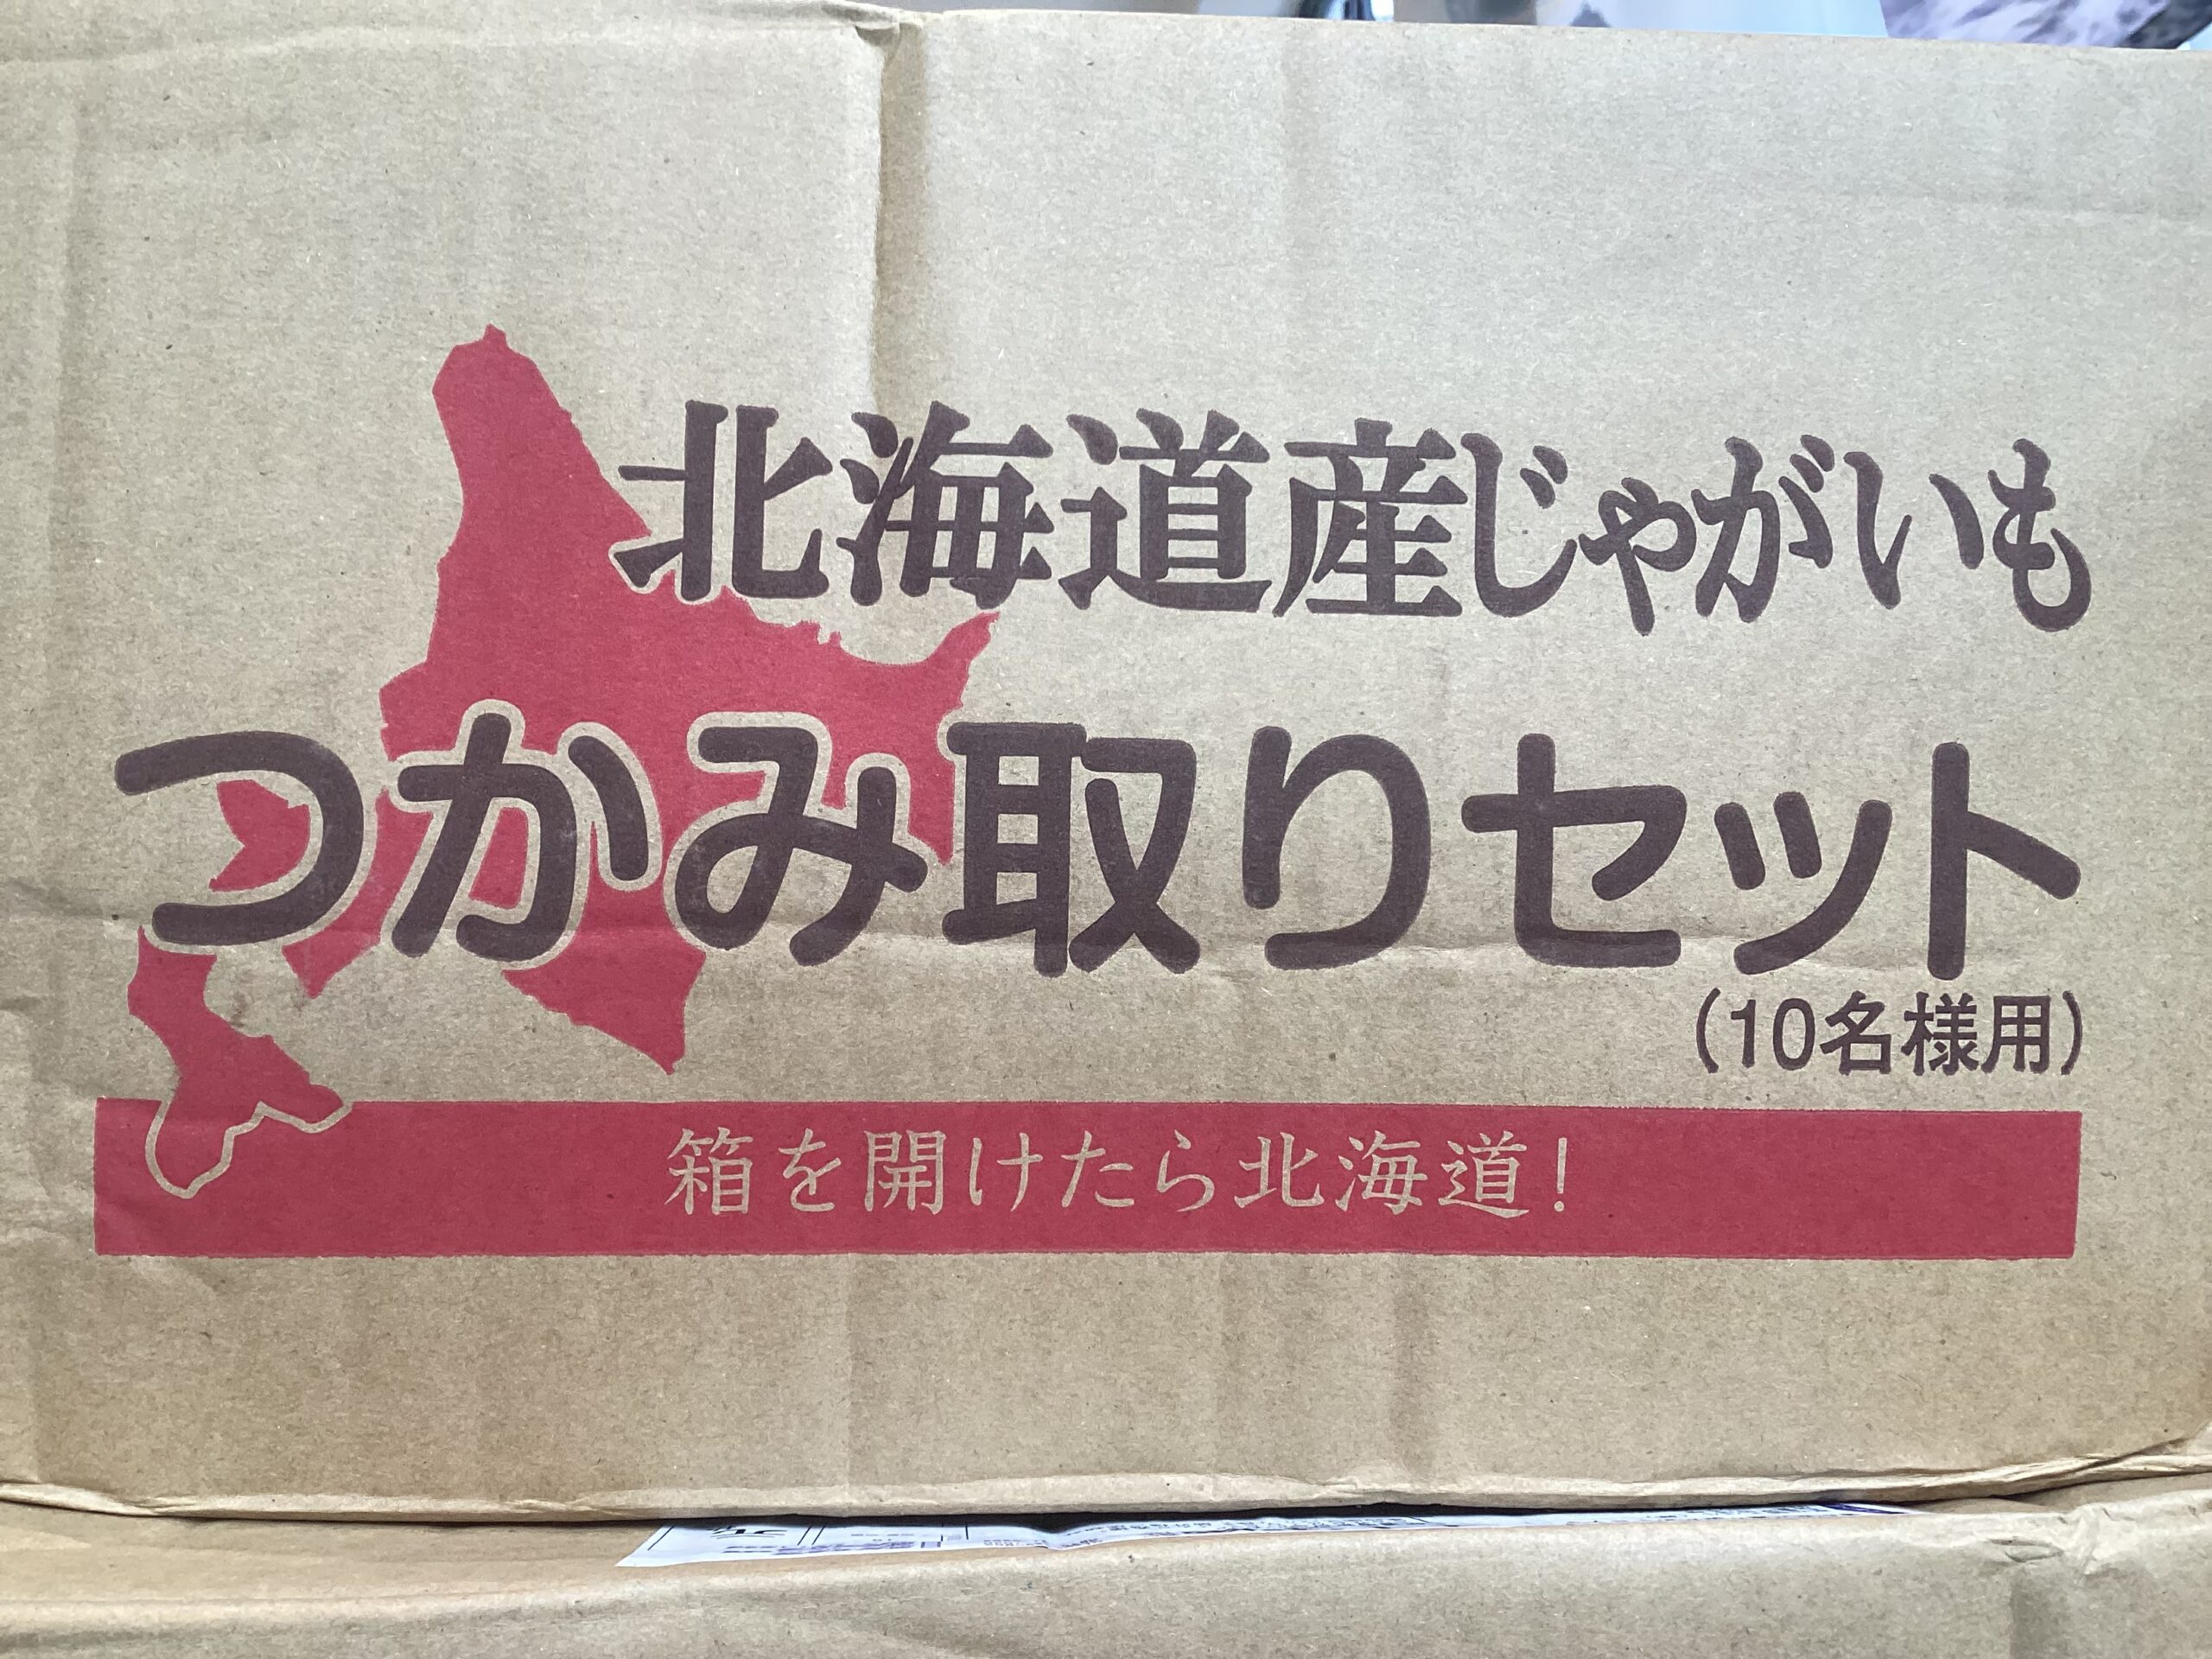 北海道産じゃがいも
つかみ取りセット
(10名様用)
箱を開けたら北海道!